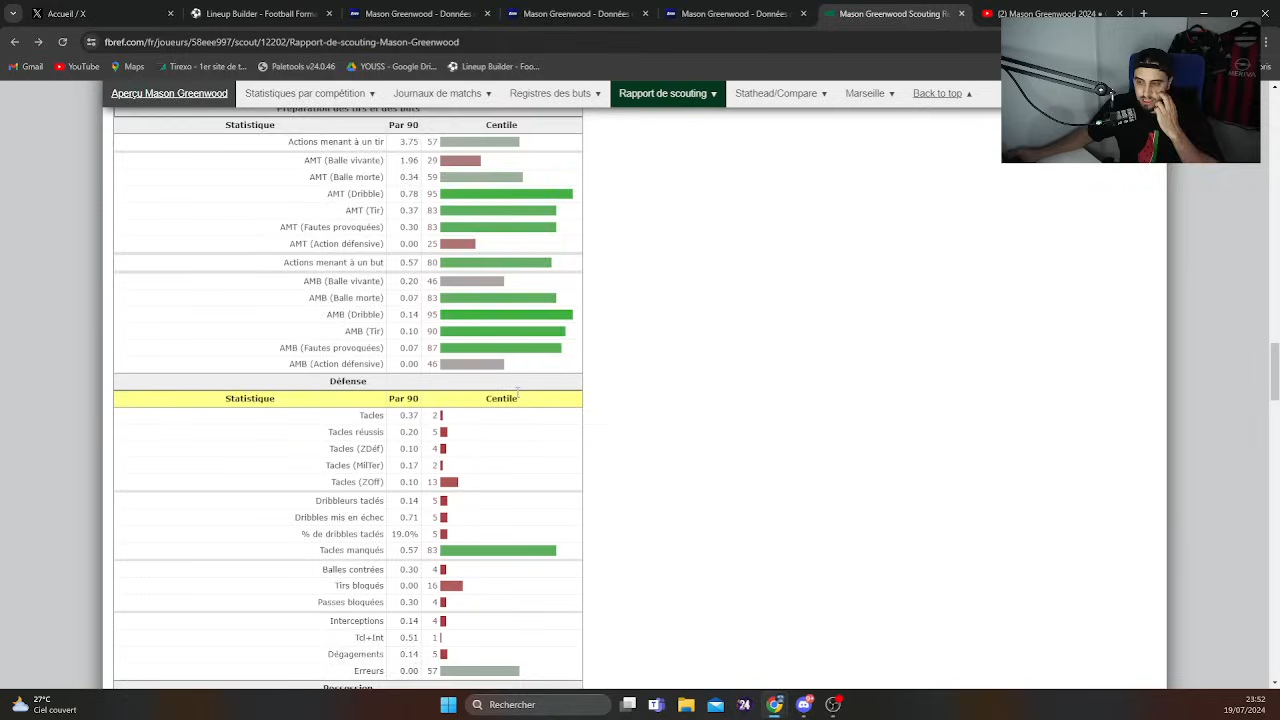 X
Lineup Builder - Foot
Mason Greenwood - Données
Mason Greenwood - Données
Mason Greenwood - Données
Mason Greenwood Scouting R
(2) Mason Greenwood 2024
fbref.com/fr/joueurs/58eee997/scout/12202/Rapport-de-scouting-Mason-Greenwood
Gmail YouTube Maps Tirexo - 1er site de t... Paletools v24.0.46 YOUSS - Google Dri... Lineup Builder - Foo...
Aperçu Mason Greenwood Statistiques par compétition ▼ Journaux de matchs ▼ Registres des buts ▼ Rapport de scouting ▼ Stathead/Compare ▼ Marseille ▼ Back to top ▲
OPEL
MERIVA
Préparation des tirs et des buts
Statistique Par 90 Centile
Actions menant à un tir 3.75 57
AMT (Balle vivante) 1.96 29
AMT (Balle morte) 0.34 59
AMT (Dribble) 0.78 95
AMT (Tir) 0.37 83
AMT (Fautes provoquées) 0.30 83
AMT (Action défensive) 0.00 25
Actions menant à un but 0.57 80
AMB (Balle vivante) 0.20 46
AMB (Balle morte) 0.07 83
AMB (Dribble) 0.14 95
AMB (Tir) 0.10 90
AMB (Fautes provoquées) 0.07 87
AMB (Action défensive) 0.00 46
Défense
Statistique Par 90 Centile
Tacles 0.37 2
Tacles réussis 0.20 5
Tacles (ZDéf) 0.10 4
Tacles (MilTer) 0.17 2
Tacles (ZOff) 0.10 13
Dribbleurs taclés 0.14 5
Dribbles mis en échec 0.71 5
% de dribbles taclés 19.0% 5
Tacles manqués 0.57 83
Balles contrées 0.30 4
Tirs bloqués 0.00 16
Passes bloquées 0.30 4
Interceptions 0.14 4
Tcl+Int 0.51 1
Dégagements 0.14 5
Erreurs 0.00 57
Possession
27°C
Ciel couvert
Rechercher
23:52
19/07/2024